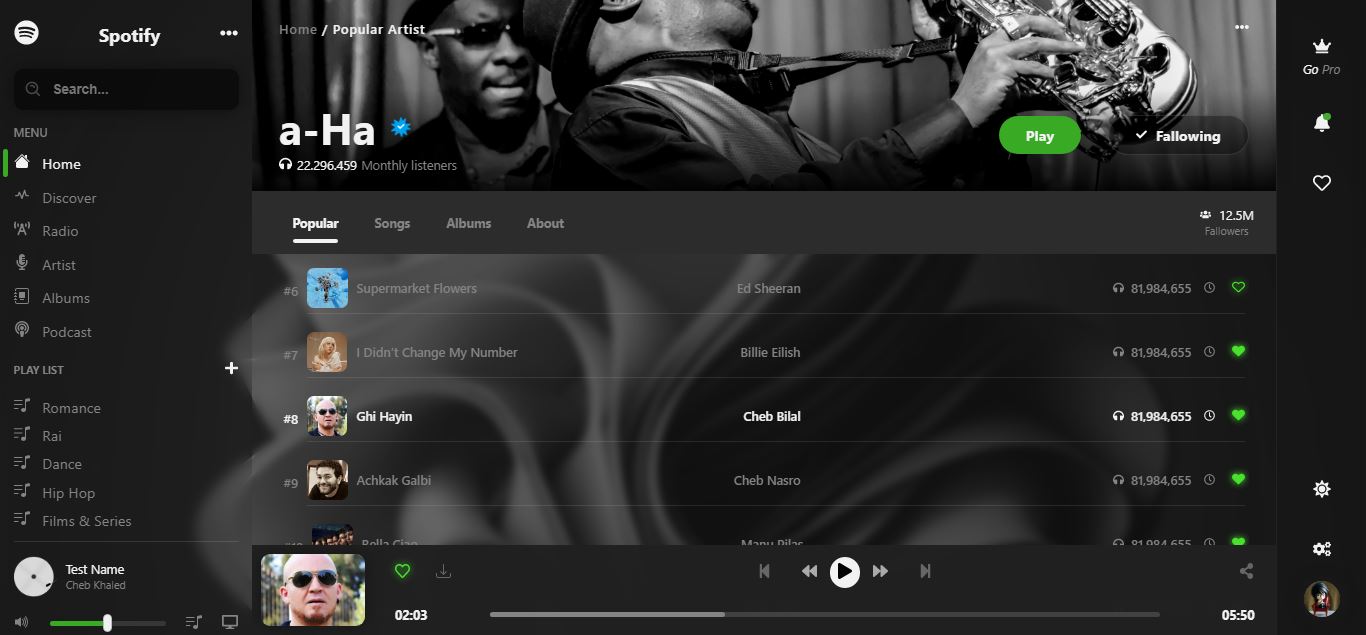 Spotify
Search...
MENU
Home
Discover
Radio
Artist
Albums
Podcast
PLAY LIST
Romance
Rai
Dance
Hip Hop
Films & Series
Test Name
Cheb Khaled
Home / Popular Artist
a-Ha
22.296.459 Monthly listeners
Play
Following
Popular
Songs
Albums
About
12.5M
Fallowers
#6 Supermarket Flowers Ed Sheeran 81,984,655
#7 I Didn't Change My Number Billie Eilish 81,984,655
#8 Ghi Hayin Cheb Bilal 81,984,655
#9 Achkak Galbi Cheb Nasro 81,984,655
#10 Bella Ciao Manu Pilas 81,984,655
02:03
05:50
Go Pro